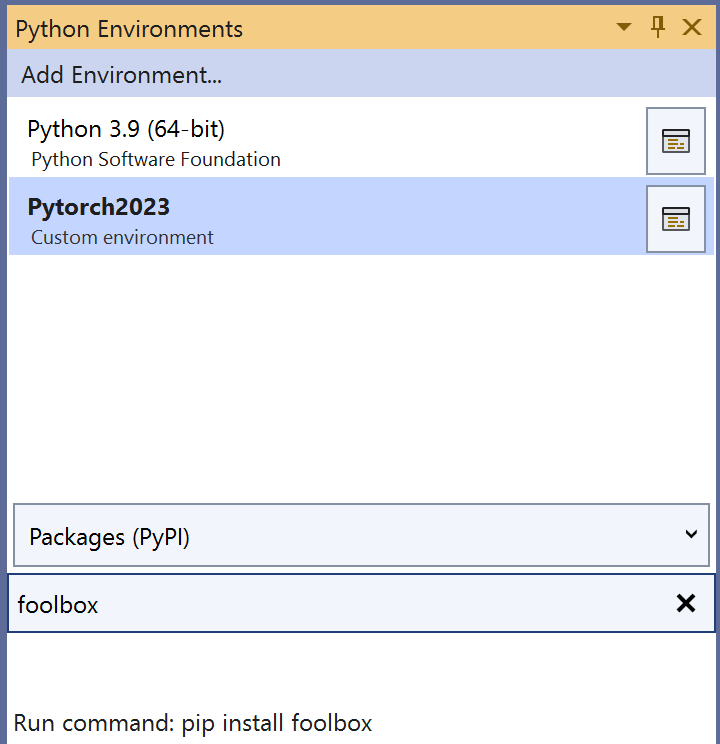 Python Environments
Add Environment...
Python 3.9 (64-bit)
Python Software Foundation
Pytorch2023
Custom environment
Packages (PyPI)
foolbox
Run command: pip install foolbox